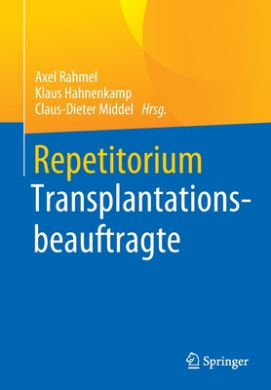 Axel Rahmel
Klaus Hahnenkamp
Claus-Dieter Middel Hrsg.
Repetitorium
Transplantations-
beauftragte
Springer